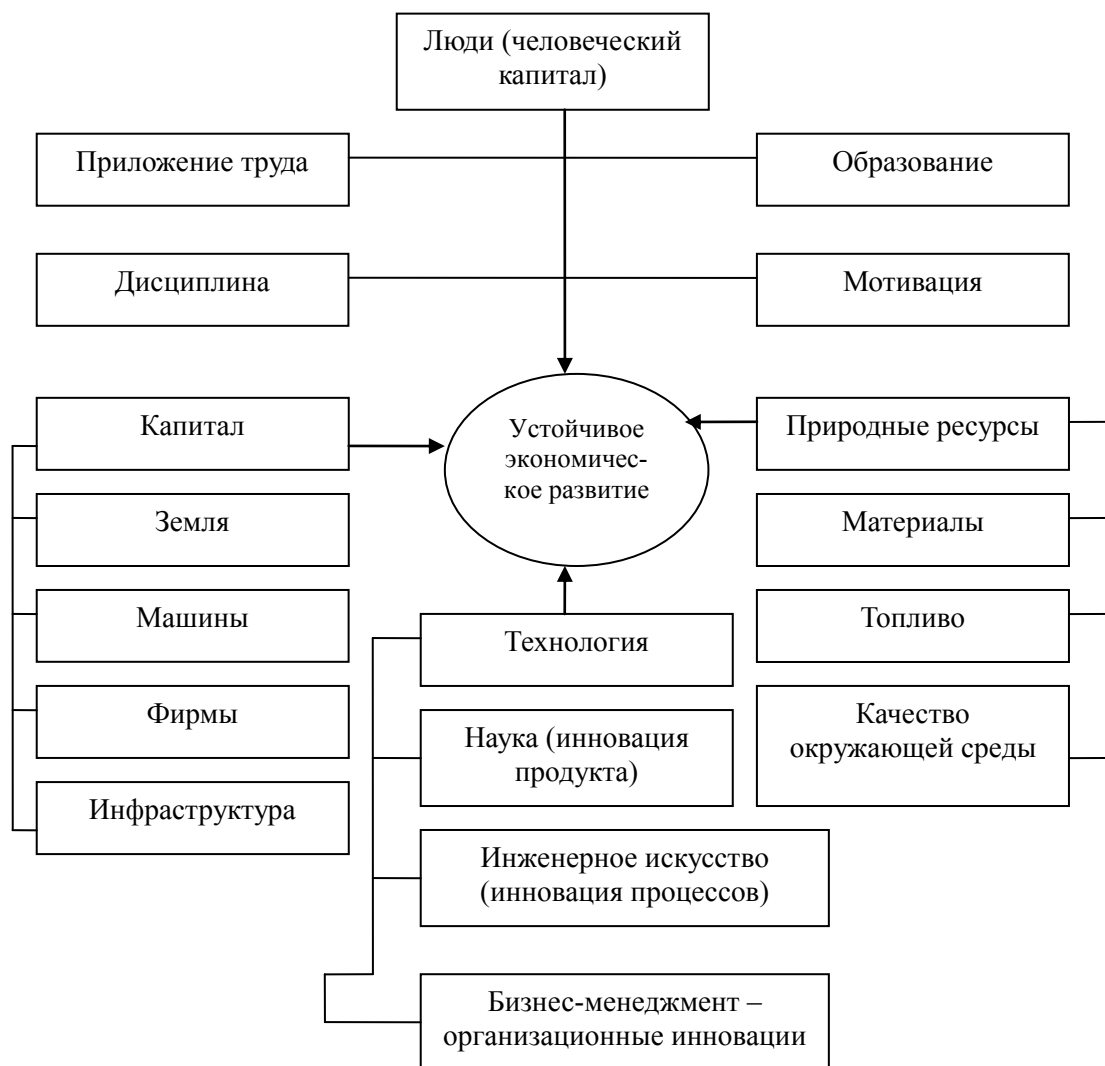 Люди (человеческий
капитал)
Приложение труда
Образование
Дисциплина
Мотивация
Капитал
Устойчивое
экономичес-
кое развитие
Природные ресурсы
Земля
Материалы
Машины
Технология
Топливо
Фирмы
Наука (инновация
продукта)
Качество
окружающей среды
Инфраструктура
Инженерное искусство
(инновация процессов)
Бизнес-менеджмент –
организационные инновации